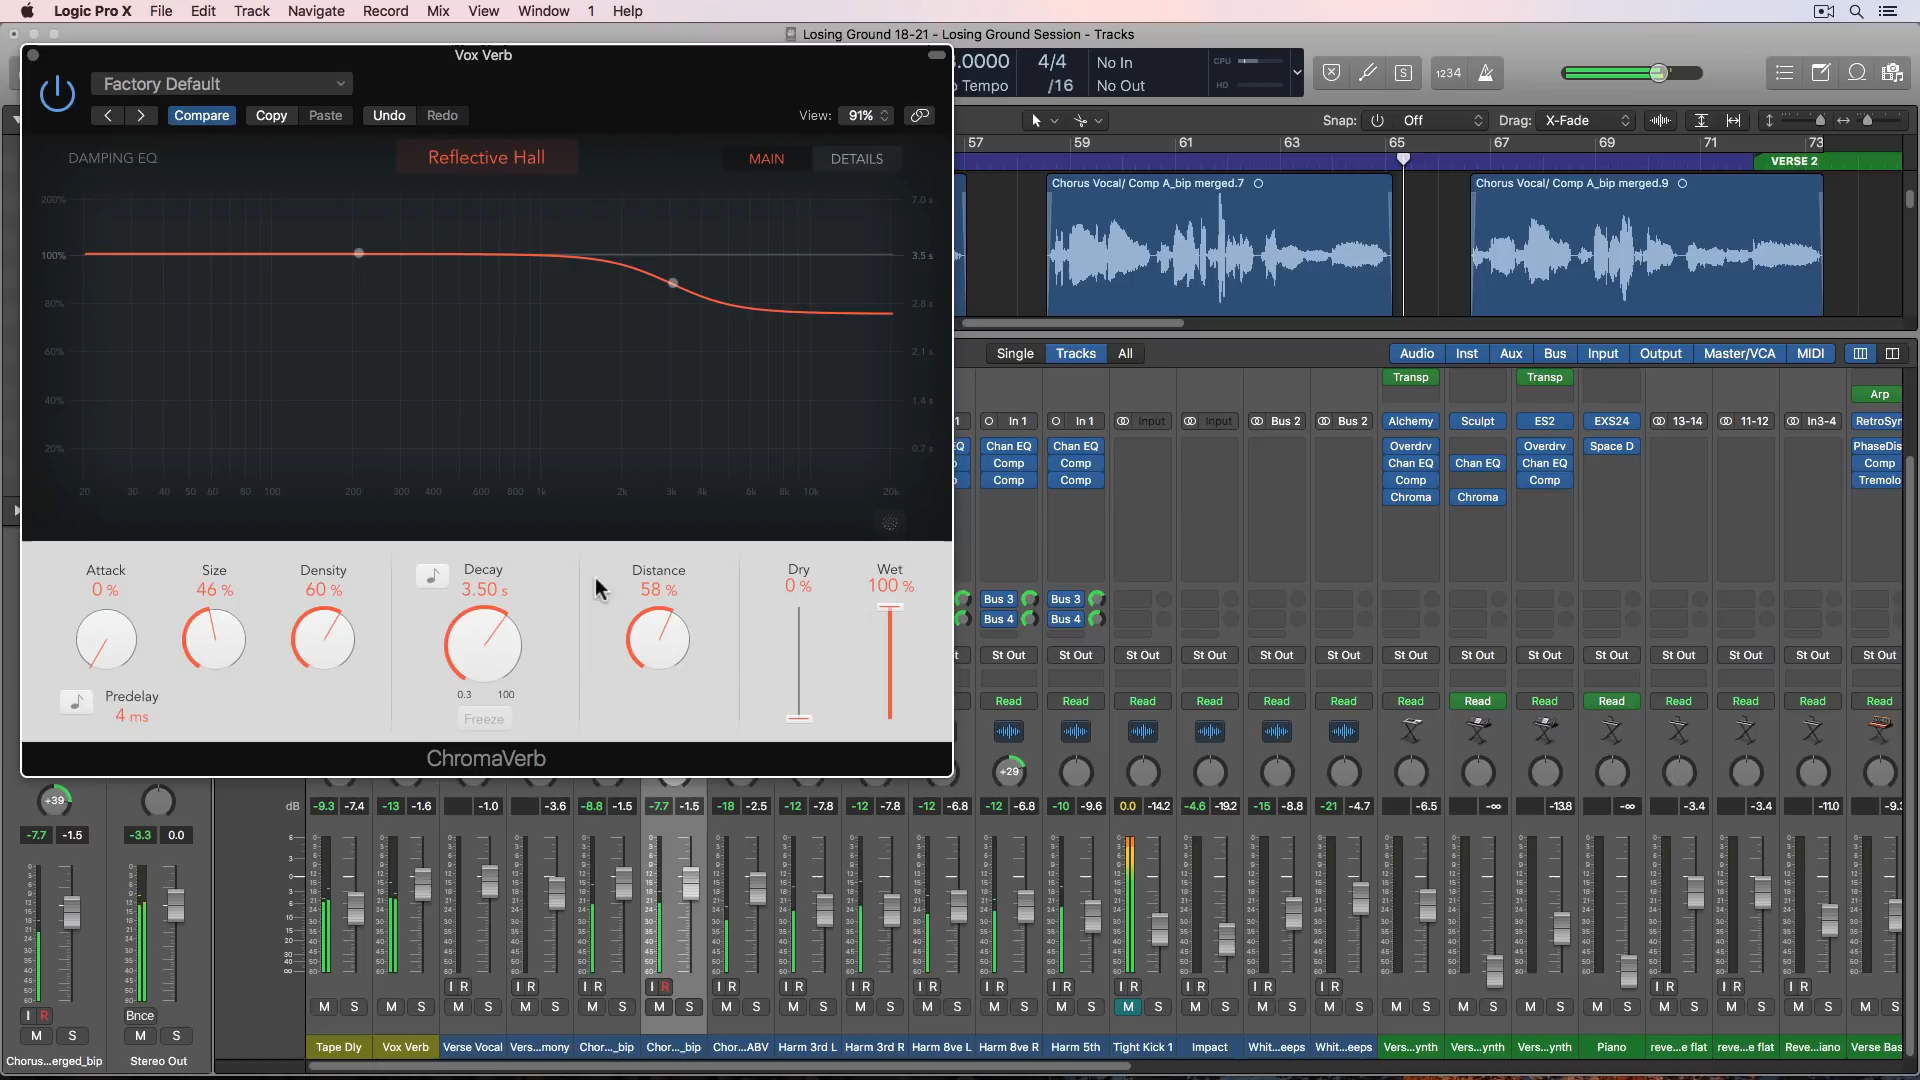 Logic Pro X File Edit Track Navigate Record Mix View Window 1 Help
Losing Ground 18-21 - Losing Ground Session - Tracks
Vox Verb
Factory Default
Compare Copy Paste Undo Redo
View: 91%
.0000 4/4 No In CPU
Tempo /16 No Out HD
1234
Snap: Off Drag: X-Fade
57 59 61 63 65 67 69 71 73
VERSE 2
Chorus Vocal/ Comp A_bip merged.7
Chorus Vocal/ Comp A_bip merged.9
DAMPING EQ
Reflective Hall
MAIN DETAILS
200% 7.0 s
100% 3.5 s
80% 2.8 s
60% 2.1 s
40% 1.4 s
20% 0.7 s
20 30 40 50 60 80 100 200 300 400 600 800 1k 2k 3k 4k 6k 8k 10k 20k
Attack Size Density Decay Distance Dry Wet
0 % 46 % 60 % 3.50 s 58 % 0 % 100 %
0.3 100
Predelay
4 ms
Freeze
ChromaVerb
Single Tracks All
Audio Inst Aux Bus Input Output Master/VCA MIDI
Transp Transp
Arp
In 1 In 1 Input Input Bus 2 Bus 2 Alchemy Sculpt ES2 EXS24 13-14 11-12 In3-4 RetroSyn
EQ Chan EQ Chan EQ Overdrv Overdrv Space D PhaseDis
Comp Comp Chan EQ Chan EQ Chan EQ Comp
Comp Comp Comp Comp Tremolo
Chroma Chroma
Bus 3 Bus 3
Bus 4 Bus 4
St Out St Out St Out St Out St Out St Out St Out St Out St Out St Out St Out St Out St Out St Out
Read Read Read Read Read Read Read Read Read Read Read Read Read Read
+29
+39
dB -9.3 -7.4 -13 -1.6 -1.0 -3.6 -8.8 -1.5 -7.7 -1.5 -18 -2.5 -12 -7.8 -12 -7.8 -12 -6.8 -12 -6.8 -10 -9.6 0.0 -14.2 -4.6 -19.2 -15 -8.8 -21 -4.7 -6.5 -∞ -13.8 -∞ -3.4 -3.4 -11.0 -9.3
-7.7 -1.5 -3.3 0.0
I R I R I R I R I R I R I R I R I R I R I R I R I R I R I R I R I R
I R Bnce
M S M S M S M S M S M S M S M S M S M S M S M S M S M S M S M S M S M S M S M S M S M S M S M S
M S M S
Chorus...erged_bip Stereo Out
Tape Dly Vox Verb Verse Vocal Vers...mony Chor..._bip Chor..._bip Chor...ABV Harm 3rd L Harm 3rd R Harm 8ve L Harm 8ve R Harm 5th Tight Kick 1 Impact Whit...eeps Whit...eeps Vers...ynth Vers...ynth Vers...ynth Piano reve...e flat reve...e flat Reve...iano Verse Bas